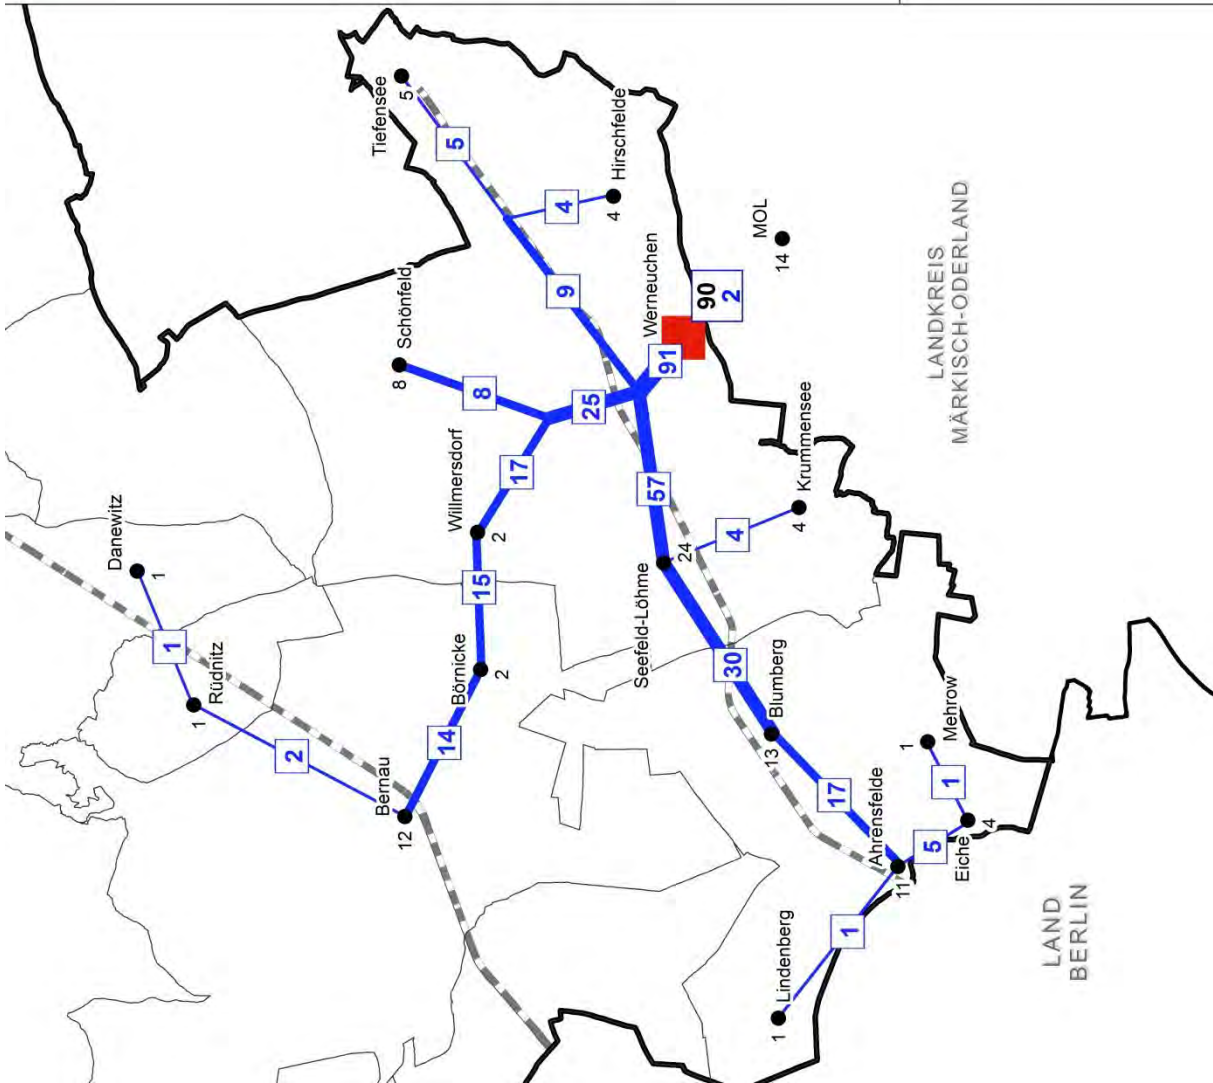 Tiefensee
5
5
Hirschfelde
4
4
MOL
14
9
Schönfeld
8
8
Werneuchen
90
2
91
25
17
Willmersdorf
2
57
Krummensee
4
4
Seefeld-Löhme
24
Danewitz
1
1
Rüdnitz
1
15
Börnicke
2
14
2
Bernau
12
30
Blumberg
13
17
Mehrow
1
1
Ahrensfelde
11
5
Eiche
4
Lindenberg
1
1
LANDKREIS
MÄRKISCH-ODERLAND
LAND
BERLIN